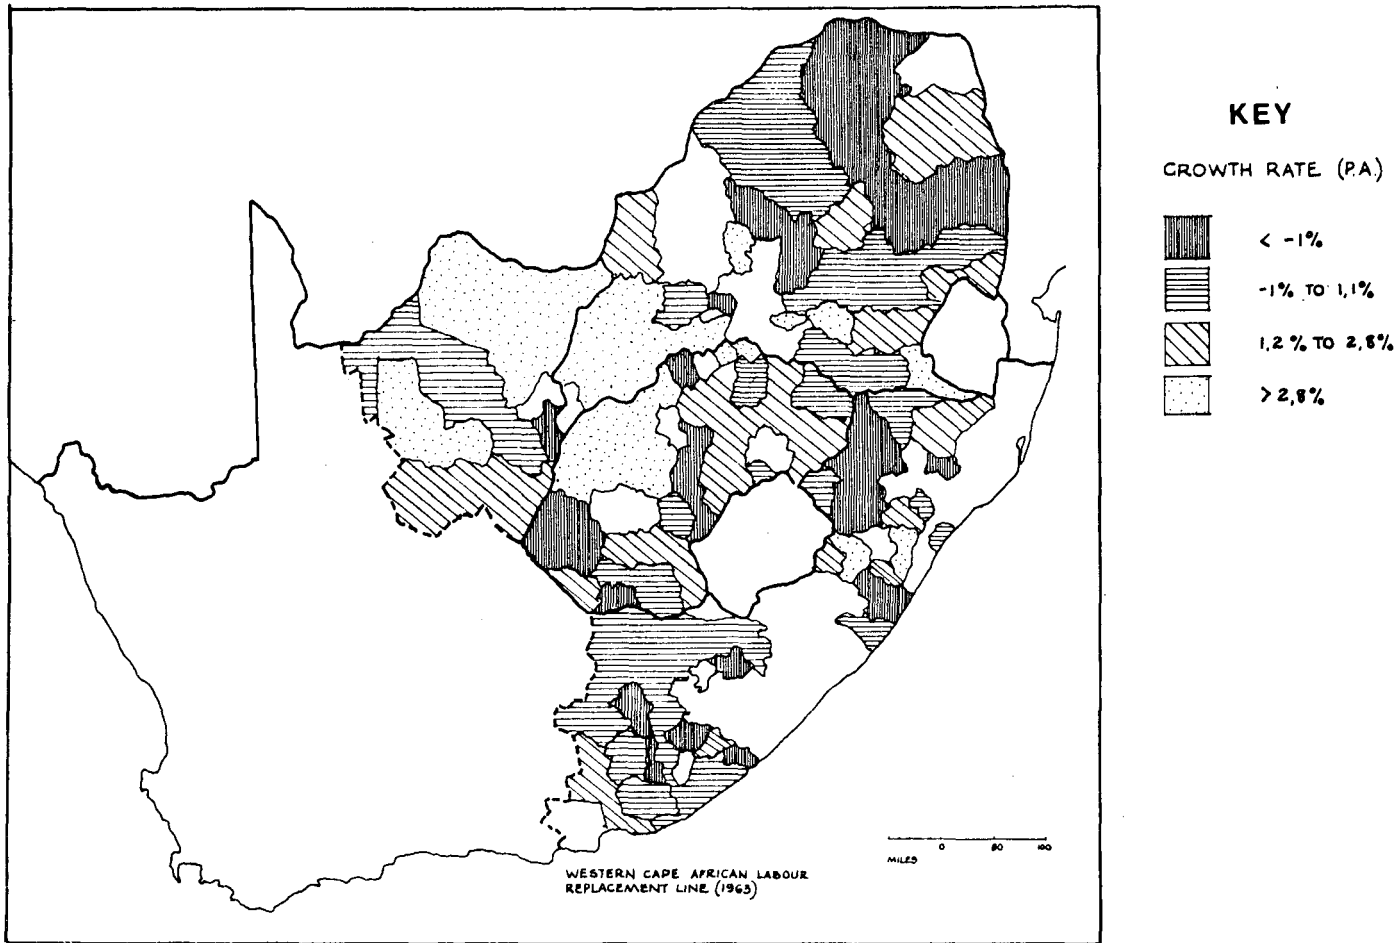 KEY
GROWTH RATE (P.A.)
< -1%
-1% TO 1,1%
1,2% TO 2,8%
>2,8%
0 80 100
MILES
WESTERN CAPE AFRICAN LABOUR
REPLACEMENT LINE (1963)